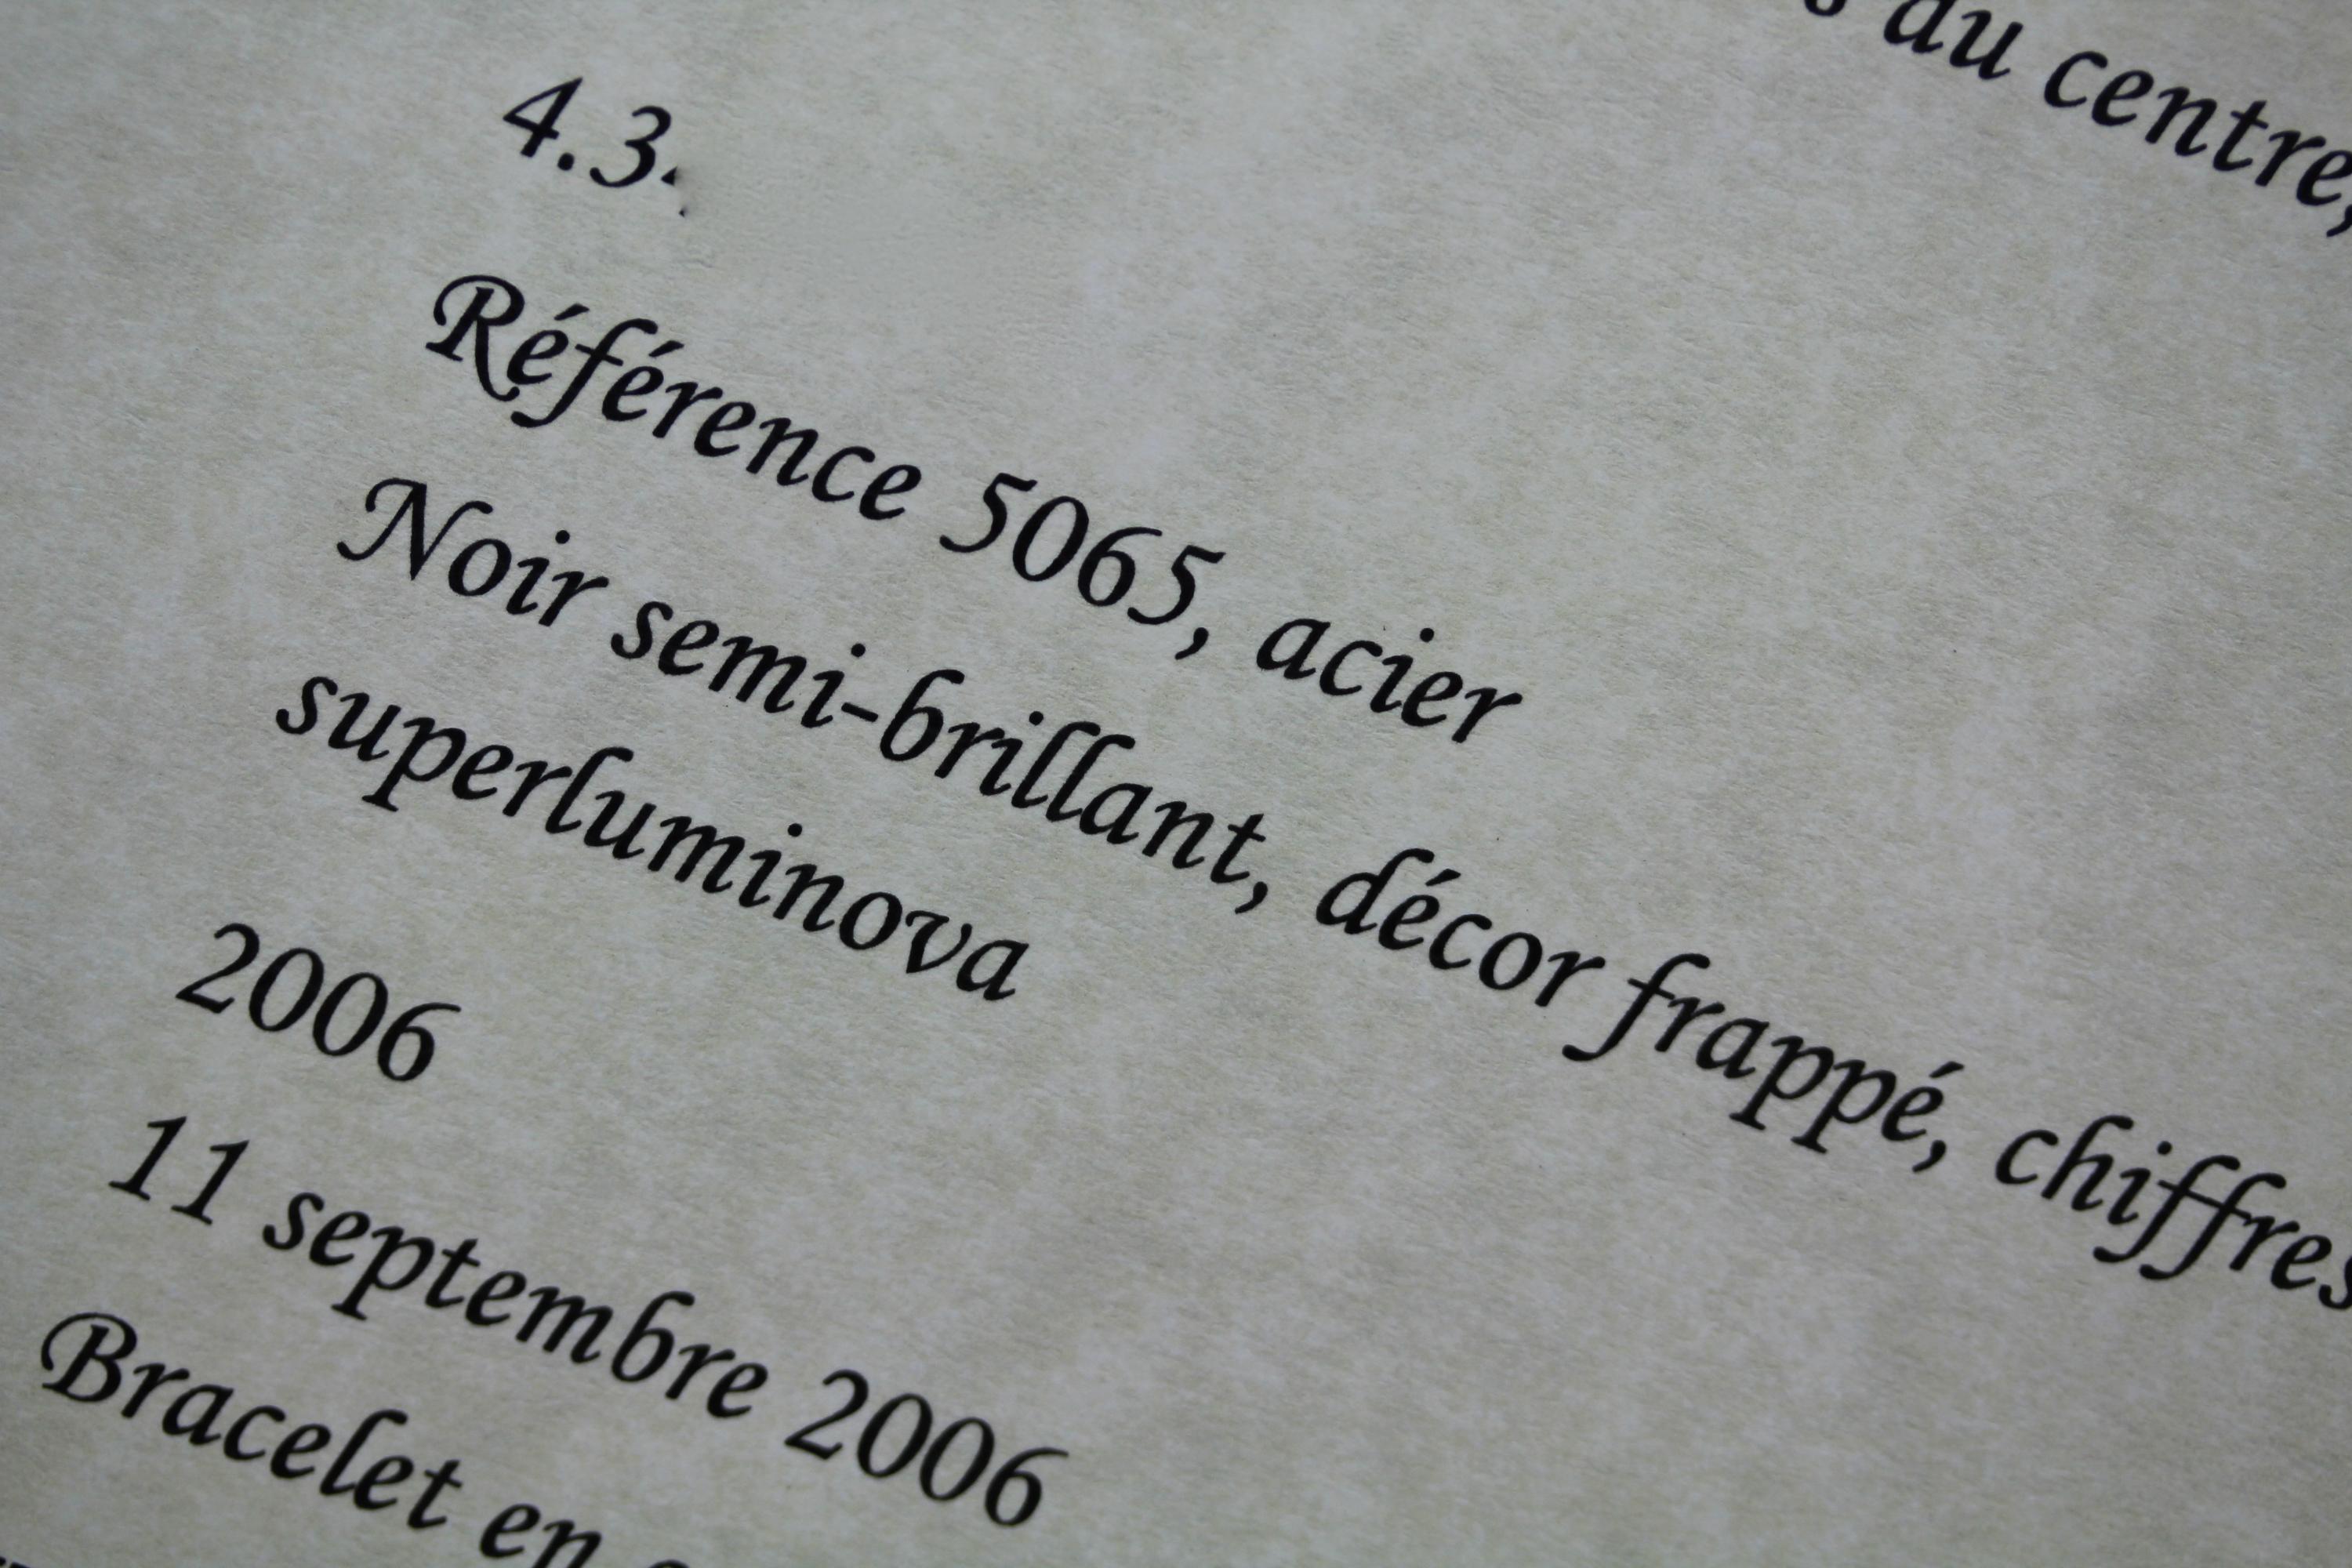 du centre,
4.3
Référence 5065, acier
Noir semi-brillant, décor frappé, chiffres
superluminova
2006
11 septembre 2006
Bracelet en